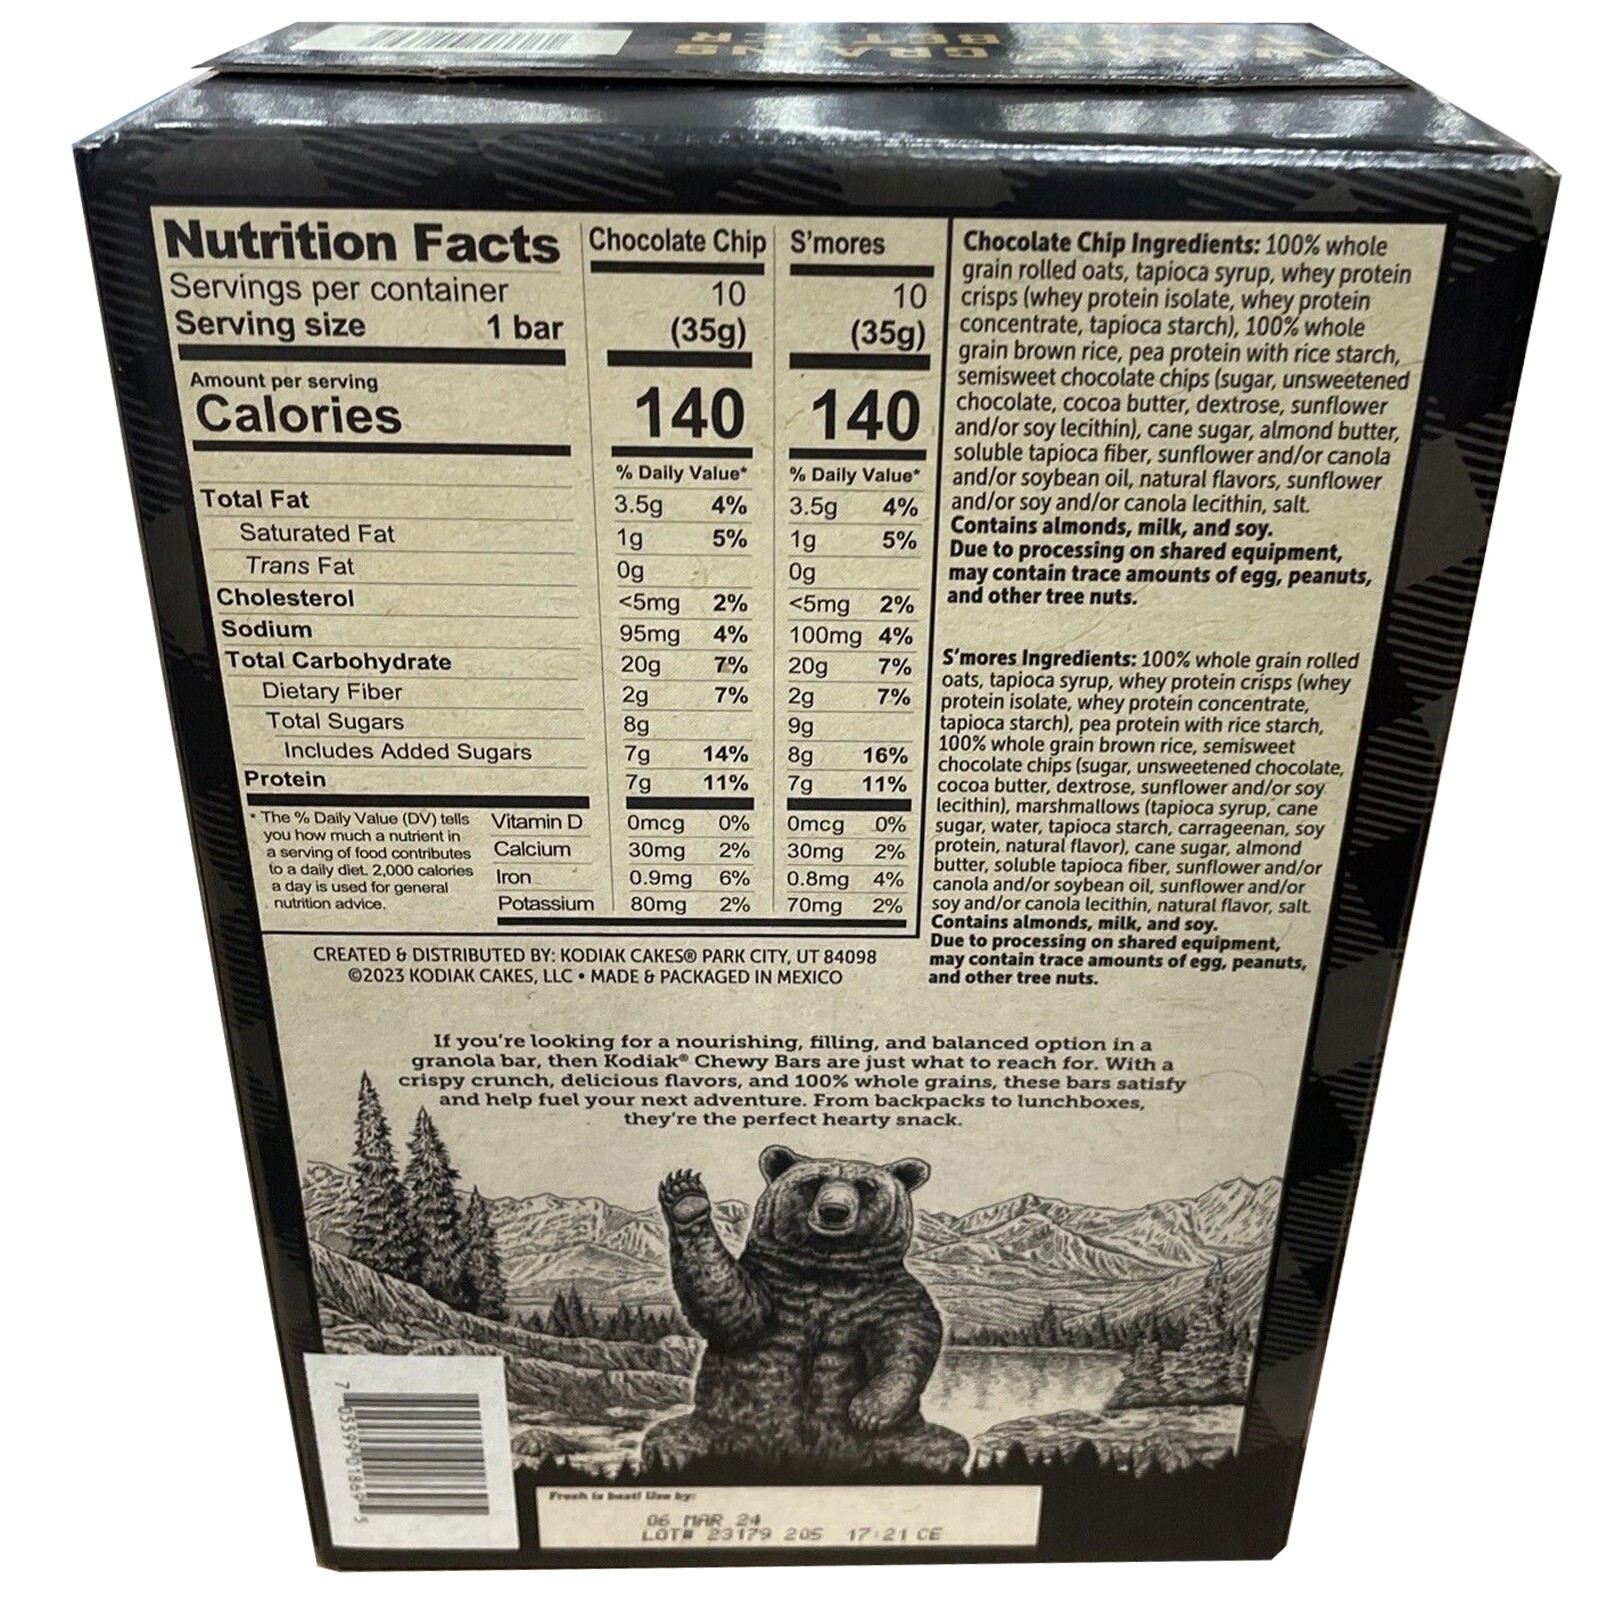 WHOLE GRAINS
TASTE BETTER
Nutrition Facts
Servings per container
Serving size 1 bar
Amount per serving
Calories
Chocolate Chip S'mores
10 10
(35g) (35g)
140 140
% Daily Value* % Daily Value*
Total Fat 3.5g 4% 3.5g 4%
Saturated Fat 1g 5% 1g 5%
Trans Fat 0g 0g
Cholesterol <5mg 2% <5mg 2%
Sodium 95mg 4% 100mg 4%
Total Carbohydrate 20g 7% 20g 7%
Dietary Fiber 2g 7% 2g 7%
Total Sugars 8g 9g
Includes Added Sugars 7g 14% 8g 16%
Protein 7g 11% 7g 11%
Vitamin D 0mcg 0% 0mcg 0%
Calcium 30mg 2% 30mg 2%
Iron 0.9mg 6% 0.8mg 4%
Potassium 80mg 2% 70mg 2%
* The % Daily Value (DV) tells
you how much a nutrient in
a serving of food contributes
to a daily diet. 2,000 calories
a day is used for general
nutrition advice.
Chocolate Chip Ingredients: 100% whole
grain rolled oats, tapioca syrup, whey protein
crisps (whey protein isolate, whey protein
concentrate, tapioca starch), 100% whole
grain brown rice, pea protein with rice starch,
semisweet chocolate chips (sugar, unsweetened
chocolate, cocoa butter, dextrose, sunflower
and/or soy lecithin), cane sugar, almond butter,
soluble tapioca fiber, sunflower and/or canola
and/or soybean oil, natural flavors, sunflower
and/or soy and/or canola lecithin, salt.
Contains almonds, milk, and soy.
Due to processing on shared equipment,
may contain trace amounts of egg, peanuts,
and other tree nuts.
S'mores Ingredients: 100% whole grain rolled
oats, tapioca syrup, whey protein crisps (whey
protein isolate, whey protein concentrate,
tapioca starch), pea protein with rice starch,
100% whole grain brown rice, semisweet
chocolate chips (sugar, unsweetened chocolate,
cocoa butter, dextrose, sunflower and/or soy
lecithin), marshmallows (tapioca syrup, cane
sugar, water, tapioca starch, carrageenan, soy
protein, natural flavor), cane sugar, almond
butter, soluble tapioca fiber, sunflower and/or
canola and/or soybean oil, sunflower and/or
soy and/or canola lecithin, natural flavor, salt.
Contains almonds, milk, and soy.
Due to processing on shared equipment,
may contain trace amounts of egg, peanuts,
and other tree nuts.
CREATED & DISTRIBUTED BY: KODIAK CAKES® PARK CITY, UT 84098
©2023 KODIAK CAKES, LLC • MADE & PACKAGED IN MEXICO
If you're looking for a nourishing, filling, and balanced option in a
granola bar, then Kodiak® Chewy Bars are just what to reach for. With a
crispy crunch, delicious flavors, and 100% whole grains, these bars satisfy
and help fuel your next adventure. From backpacks to lunchboxes,
they're the perfect hearty snack.
7 05599 01869 5
Fresh is best! Use by:
06 MAR 24
LOT# 23179 205 17:21 CE